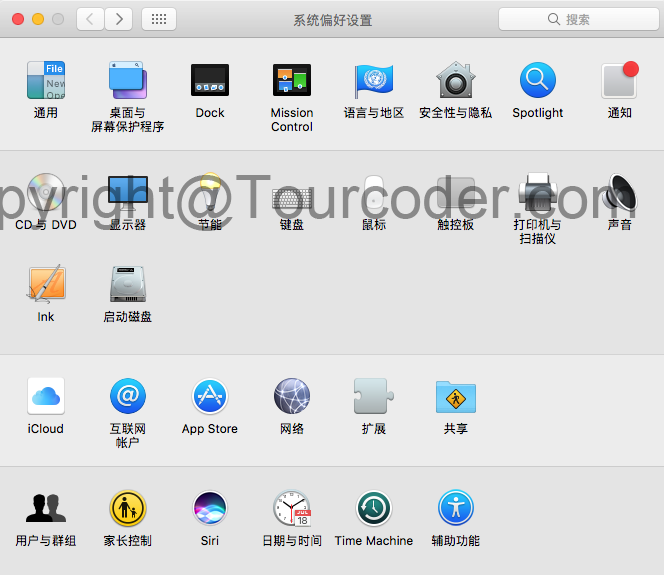 系统偏好设置
搜索
File
New
Ope
通用
桌面与
屏幕保护程序
Dock
Mission
Control
语言与地区
安全性与隐私
Spotlight
通知
pyright@Tourcoder.com
CD 与 DVD
显示器
节能
键盘
鼠标
触控板
打印机与
扫描仪
声音
Ink
启动磁盘
iCloud
互联网
帐户
App Store
网络
扩展
共享
用户与群组
家长控制
Siri
JUL
18
日期与时间
Time Machine
辅助功能